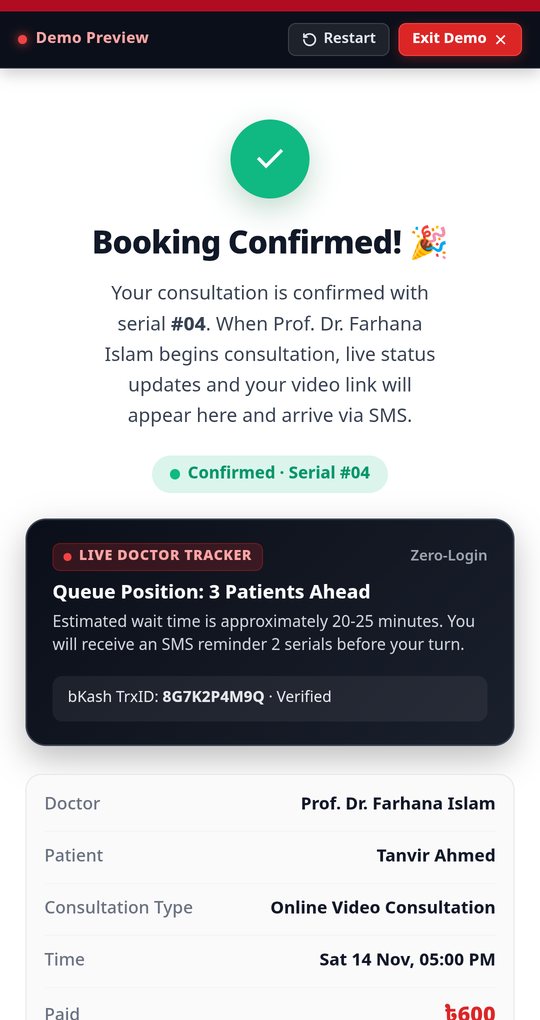 Demo Preview
Restart
Exit Demo ×
Booking Confirmed! 🎉
Your consultation is confirmed with
serial #04. When Prof. Dr. Farhana
Islam begins consultation, live status
updates and your video link will
appear here and arrive via SMS.
Confirmed · Serial #04
LIVE DOCTOR TRACKER
Zero-Login
Queue Position: 3 Patients Ahead
Estimated wait time is approximately 20-25 minutes. You
will receive an SMS reminder 2 serials before your turn.
bKash TrxID: 8G7K2P4M9Q · Verified
Doctor Prof. Dr. Farhana Islam
Patient Tanvir Ahmed
Consultation Type Online Video Consultation
Time Sat 14 Nov, 05:00 PM
Paid ৳600